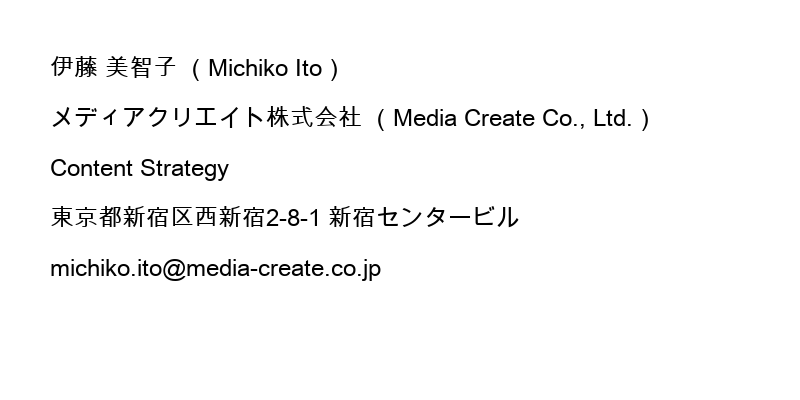 伊藤 美智子（Michiko Ito）
メディアクリエイト株式会社（Media Create Co., Ltd.）
Content Strategy
東京都新宿区西新宿2-8-1 新宿センタービル
michiko.ito@media-create.co.jp